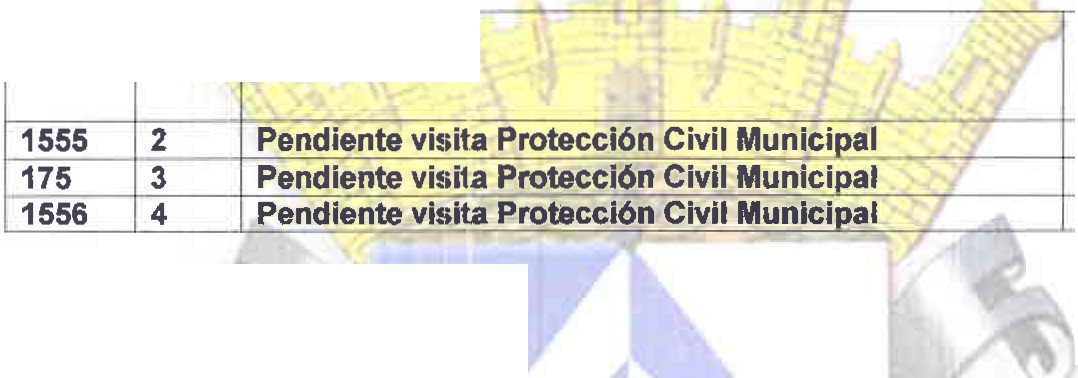 1555 2 Pendiente visita Protección Civil Municipal
175 3 Pendiente visita Protección Civil Municipal
1556 4 Pendiente visita Protección Civil Municipal